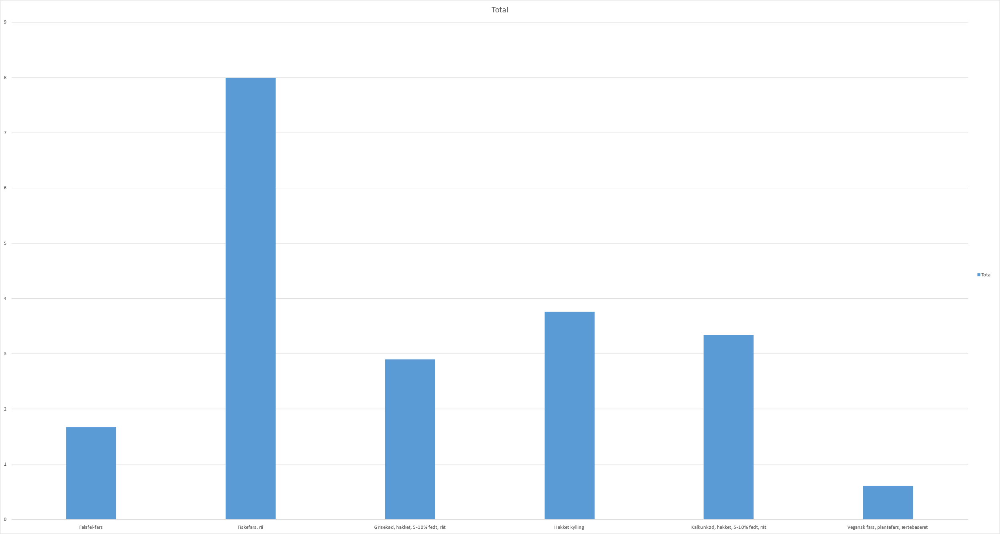 Total
9
8
7
6
5
4
3
2
1
0
Total
Falafel-fars
Fiskefars, rå
Grisekød, hakket, 5-10% fedt, råt
Hakket kylling
Kalkunkød, hakket, 5-10% fedt, råt
Vegansk fars, plantefars, ærtebaseret